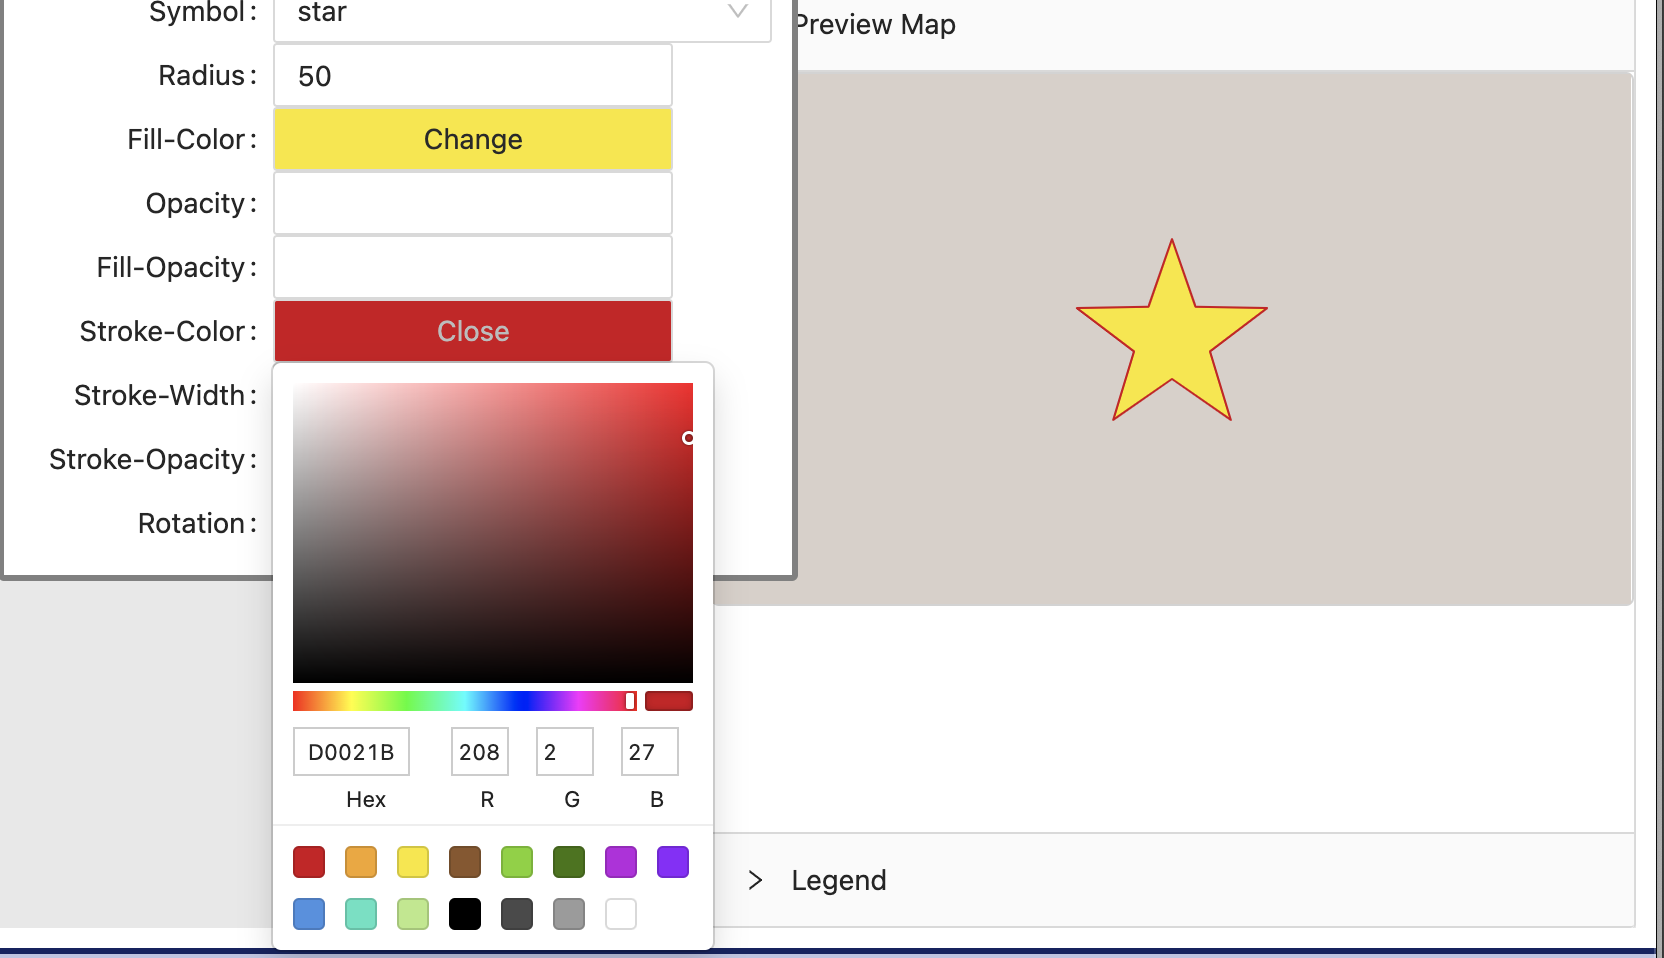 Symbol: star
Preview Map
Radius: 50
Fill-Color: Change
Opacity:
Fill-Opacity:
Stroke-Color: Close
Stroke-Width:
Stroke-Opacity:
Rotation:
D0021B 208 2 27
Hex R G B
Legend